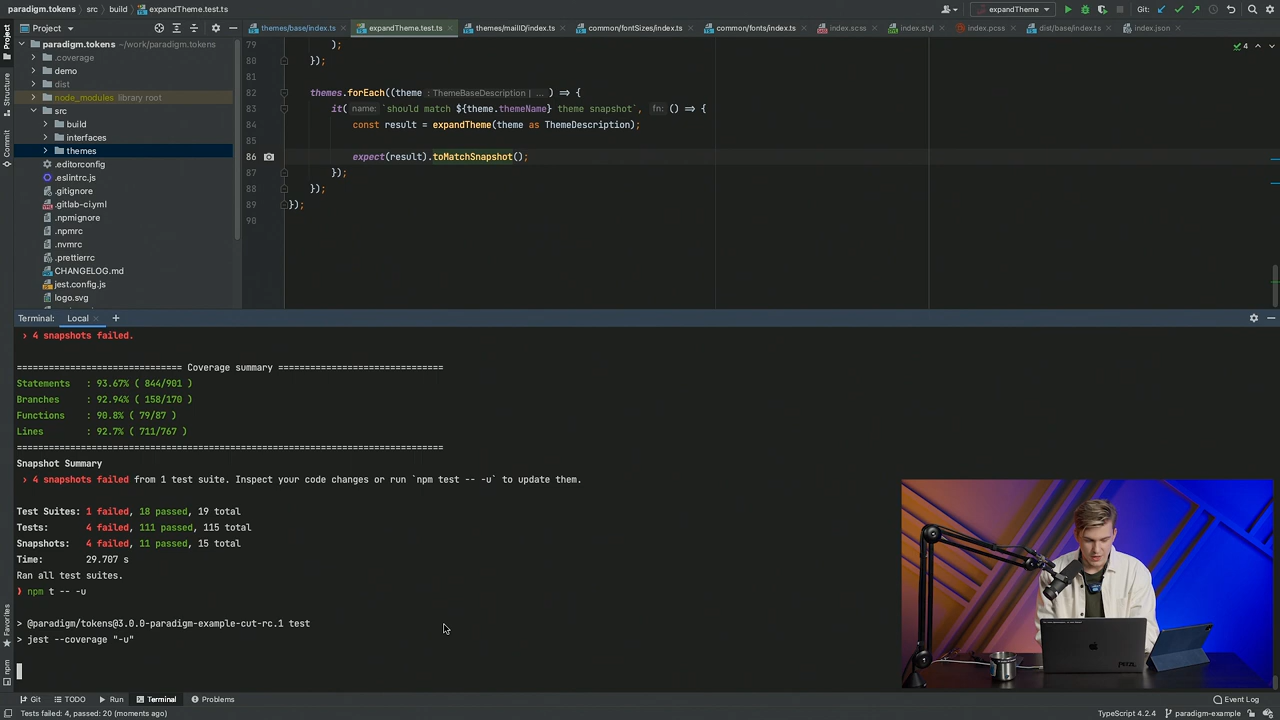 paradigm.tokens › src › build › expandTheme.test.ts
expandTheme
Git:
Project
themes/base/index.ts
expandTheme.test.ts
themes/mailID/index.ts
common/fontSizes/index.ts
common/fonts/index.ts
index.scss
index.styl
index.pcss
dist/base/index.ts
index.json
Project
Structure
Commit
Favorites
npm
paradigm.tokens ~/work/paradigm.tokens
.coverage
demo
dist
node_modules library root
src
build
interfaces
themes
.editorconfig
.eslintrc.js
.gitignore
.gitlab-ci.yml
.npmignore
.npmrc
.nvmrc
.prettierrc
CHANGELOG.md
jest.config.js
logo.svg
79 );
80 });
81
82 themes.forEach((theme : ThemeBaseDescription | ... ) => {
83 it( name: `should match ${theme.themeName} theme snapshot`, fn: () => {
84 const result = expandTheme(theme as ThemeDescription);
85
86 expect(result).toMatchSnapshot();
87 });
88 });
89 });
90
4
Terminal: Local
› 4 snapshots failed.
============================== Coverage summary ==============================
Statements : 93.67% ( 844/901 )
Branches : 92.94% ( 158/170 )
Functions : 90.8% ( 79/87 )
Lines : 92.7% ( 711/767 )
================================================================================
Snapshot Summary
› 4 snapshots failed from 1 test suite. Inspect your code changes or run `npm test -- -u` to update them.
Test Suites: 1 failed, 18 passed, 19 total
Tests: 4 failed, 111 passed, 115 total
Snapshots: 4 failed, 11 passed, 15 total
Time: 29.707 s
Ran all test suites.
❯ npm t -- -u
> @paradigm/tokens@3.0.0-paradigm-example-cut-rc.1 test
> jest --coverage "-u"
Git
TODO
Run
Terminal
Problems
Event Log
Tests failed: 4, passed: 20 (moments ago)
TypeScript 4.2.4
paradigm-example